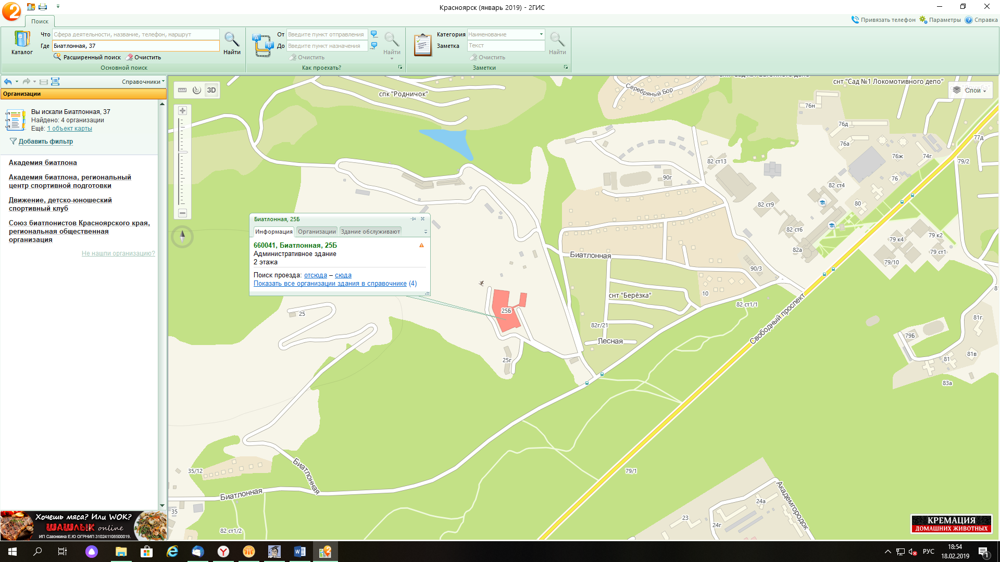 Красноярск (январь 2019) - 2ГИС
Поиск
Привязать телефон
Параметры
Справка
Каталог
Что
Сфера деятельности, название, телефон, маршрут
Где
Биатлонная, 37
Найти
Расширенный поиск
Очистить
Основной поиск
От
Введите пункт отправления
До
Введите пункт назначения
Найти
Очистить
Как проехать?
Категория
Наименование
Заметка
Текст
Найти
Очистить
Заметки
Справочники
Организации
Вы искали Биатлонная, 37
Найдено: 4 организации
Ещё: 1 объект карты
Добавить фильтр
Академия биатлона
Академия биатлона, региональный
центр спортивной подготовки
Движение, детско-юношеский
спортивный клуб
Союз биатлонистов Красноярского края,
региональная общественная
организация
Не нашли организацию?
Хочешь мяса? Или WOK?
ШАШЛЫК online
ИП Сазонкина Е.Ю ОГРНИП 310241108500019.
3D
Слои
спк "Родничок"
Серебряный Бор
снт "Сад №1 Локомотивного депо"
76н
76д
76а
77д
76ж
74г
79/2
82 ст13
90г
76
82 ст4
80
82 ст9
82 ст6
79 к2
79 к4
82а
79 ст1
79/10
Биатлонная
90/3
10
снт "Берёзка"
82 ст1/1
Свободный проспект
82г/21
Лесная
81г
79Б
81
81в
83а
Биатлонная, 25Б
Информация
Организации
Здание обслуживают
660041, Биатлонная, 25Б
Административное здание
2 этажа
Поиск проезда: отсюда – сюда
Показать все организации здания в справочнике (4)
25
25Б
25г
35/12
Биатлонная
Биатлонная
35
82 ст1/2
79/1
Академгородок
24а
23
24г
КРЕМАЦИЯ
ДОМАШНИХ ЖИВОТНЫХ
РУС
18:54
18.02.2019
1